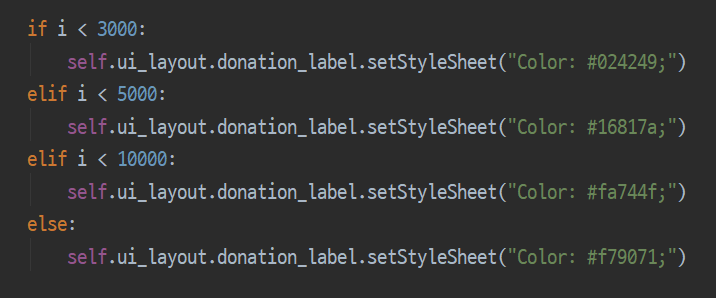 if i < 3000:
    self.ui_layout.donation_label.setStyleSheet("Color: #024249;")
elif i < 5000:
    self.ui_layout.donation_label.setStyleSheet("Color: #16817a;")
elif i < 10000:
    self.ui_layout.donation_label.setStyleSheet("Color: #fa744f;")
else:
    self.ui_layout.donation_label.setStyleSheet("Color: #f79071;")